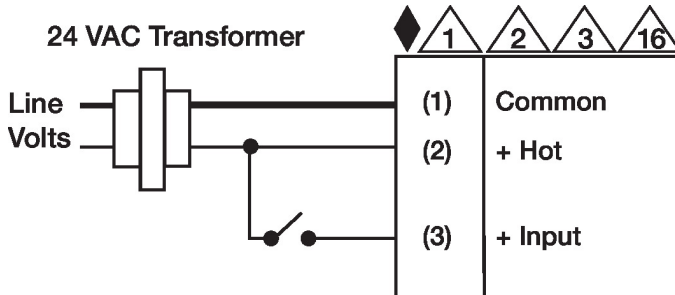 24 VAC Transformer
1 2 3 16
Line
Volts
(1) Common
(2) + Hot
(3) + Input